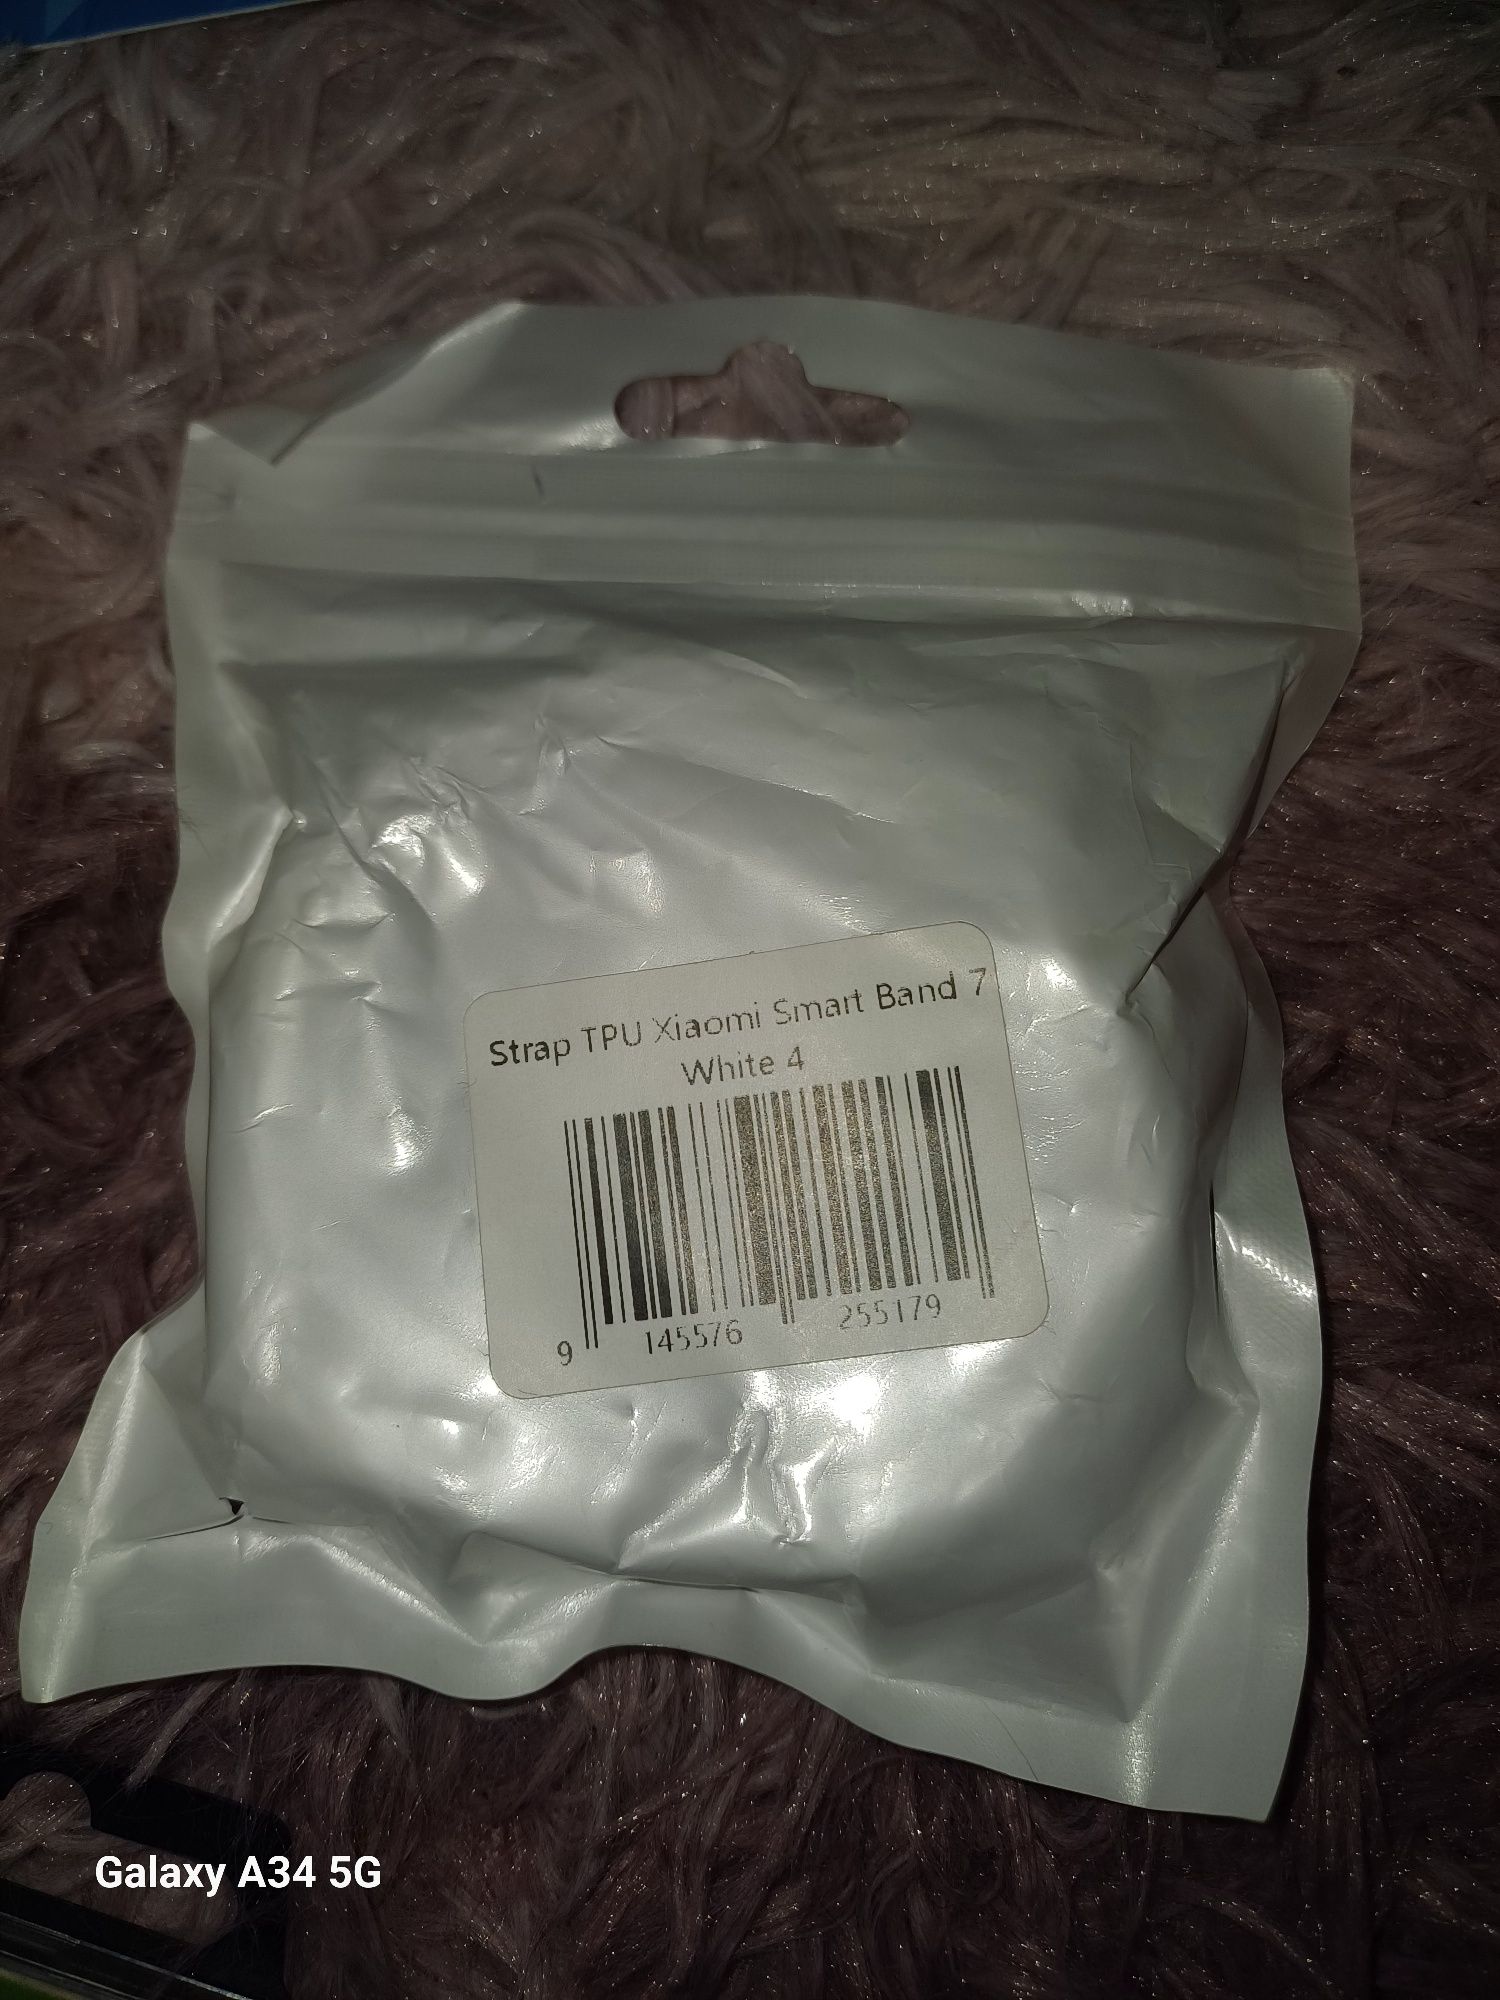 Strap TPU Xiaomi Smart Band 7
White 4
9 145576 255179
Galaxy A34 5G